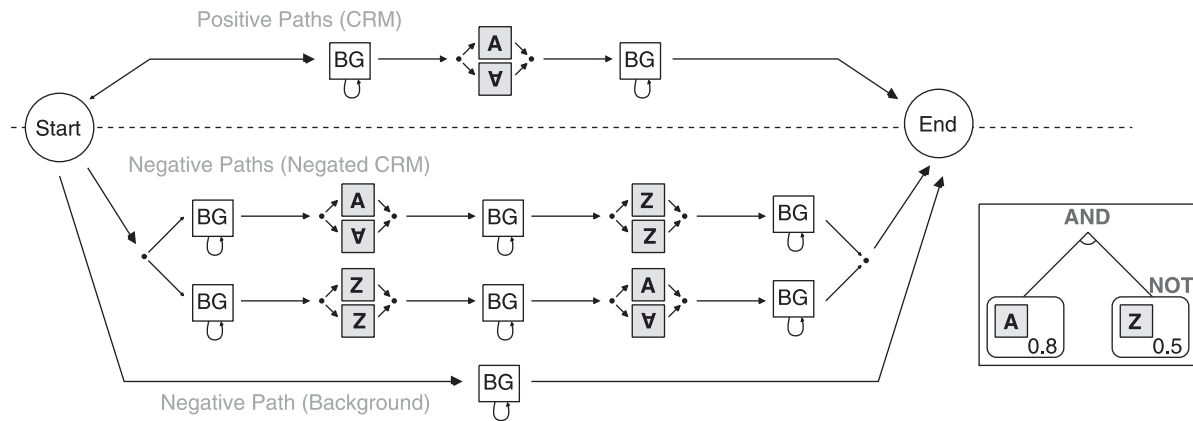 Positive Paths (CRM)
BG
A
∀
BG
Start
End
Negative Paths (Negated CRM)
BG
A
∀
BG
Z
Z
BG
BG
Z
Z
BG
A
∀
BG
BG
Negative Path (Background)
AND
NOT
A
0.8
Z
0.5